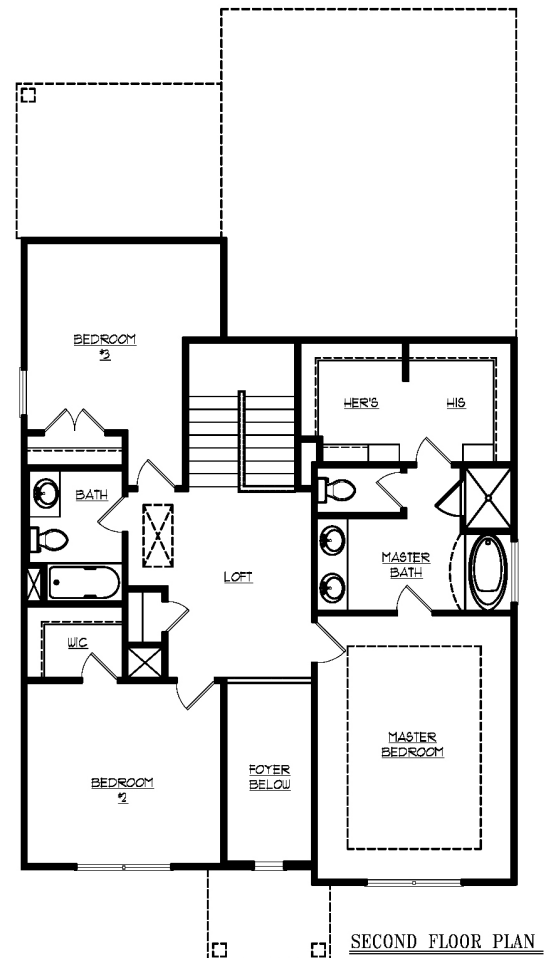 BEDROOM
#3
HER'S
HIS
BATH
MASTER
BATH
LOFT
WIC
MASTER
BEDROOM
FOYER
BELOW
BEDROOM
#2
SECOND FLOOR PLAN